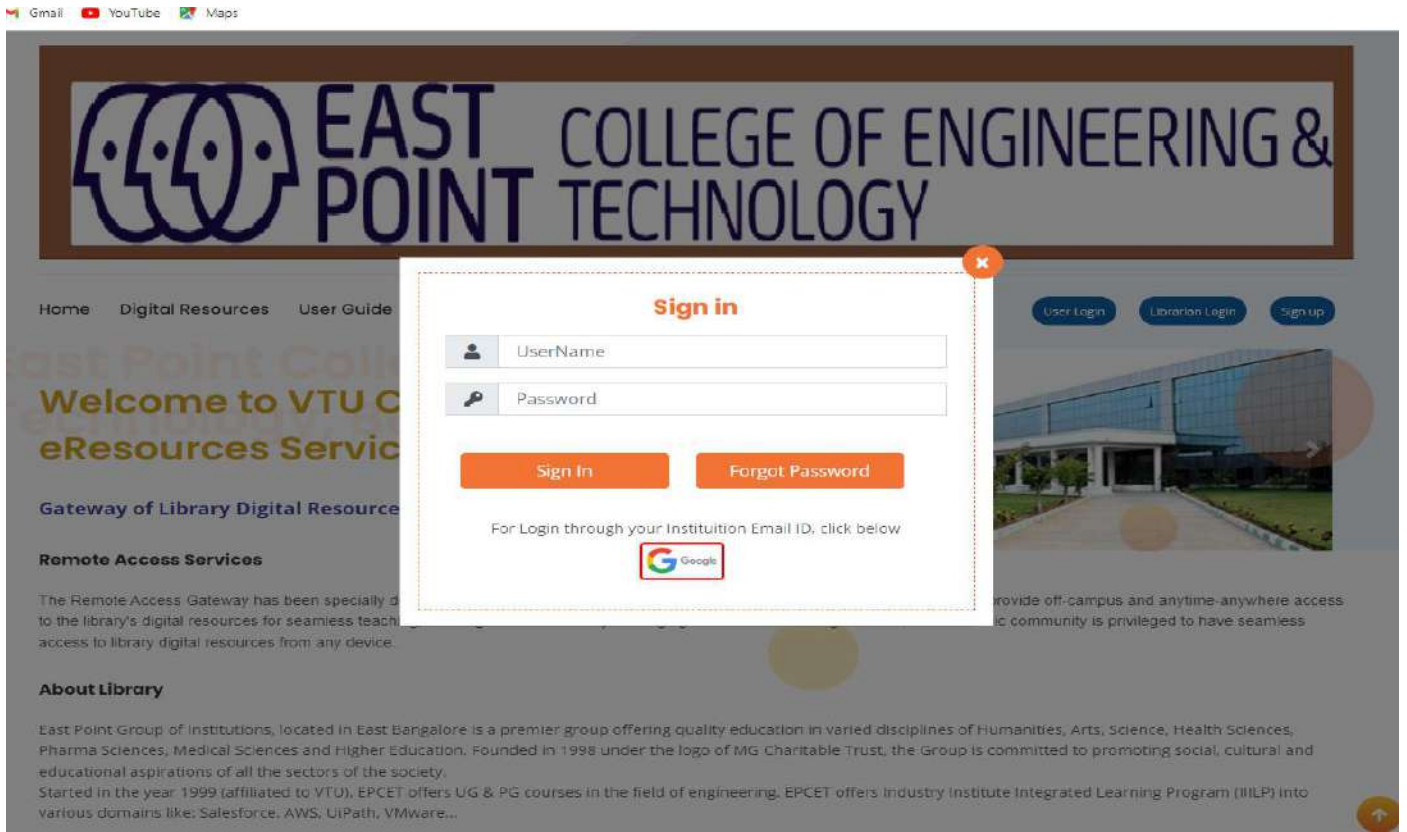 Gmail YouTube Maps
EAST POINT COLLEGE OF ENGINEERING & TECHNOLOGY
Home Digital Resources User Guide
User Login Librarian Login Sign up
Sign in
UserName
Password
Sign In Forgot Password
For Login through your Instituition Email ID, click below
Google
East Point Coll
Technology,
Welcome to VTU C
eResources Servic
Gateway of Library Digital Resource
Remote Access Services
The Remote Access Gateway has been specially d rovide off-campus and anytime-anywhere access
to the library's digital resources for seamless teach ic community is privileged to have seamless
access to library digital resources from any device.
About Library
East Point Group of Institutions, located in East Bangalore is a premier group offering quality education in varied disciplines of Humanities, Arts, Science, Health Sciences,
Pharma Sciences, Medical Sciences and Higher Education. Founded in 1998 under the logo of MG Charitable Trust, the Group is committed to promoting social, cultural and
educational aspirations of all the sectors of the society.
Started in the year 1999 (affiliated to VTU), EPCET offers UG & PG courses in the field of engineering. EPCET offers Industry Institute Integrated Learning Program (IIILP) into
various domains like: Salesforce, AWS, UiPath, VMware...